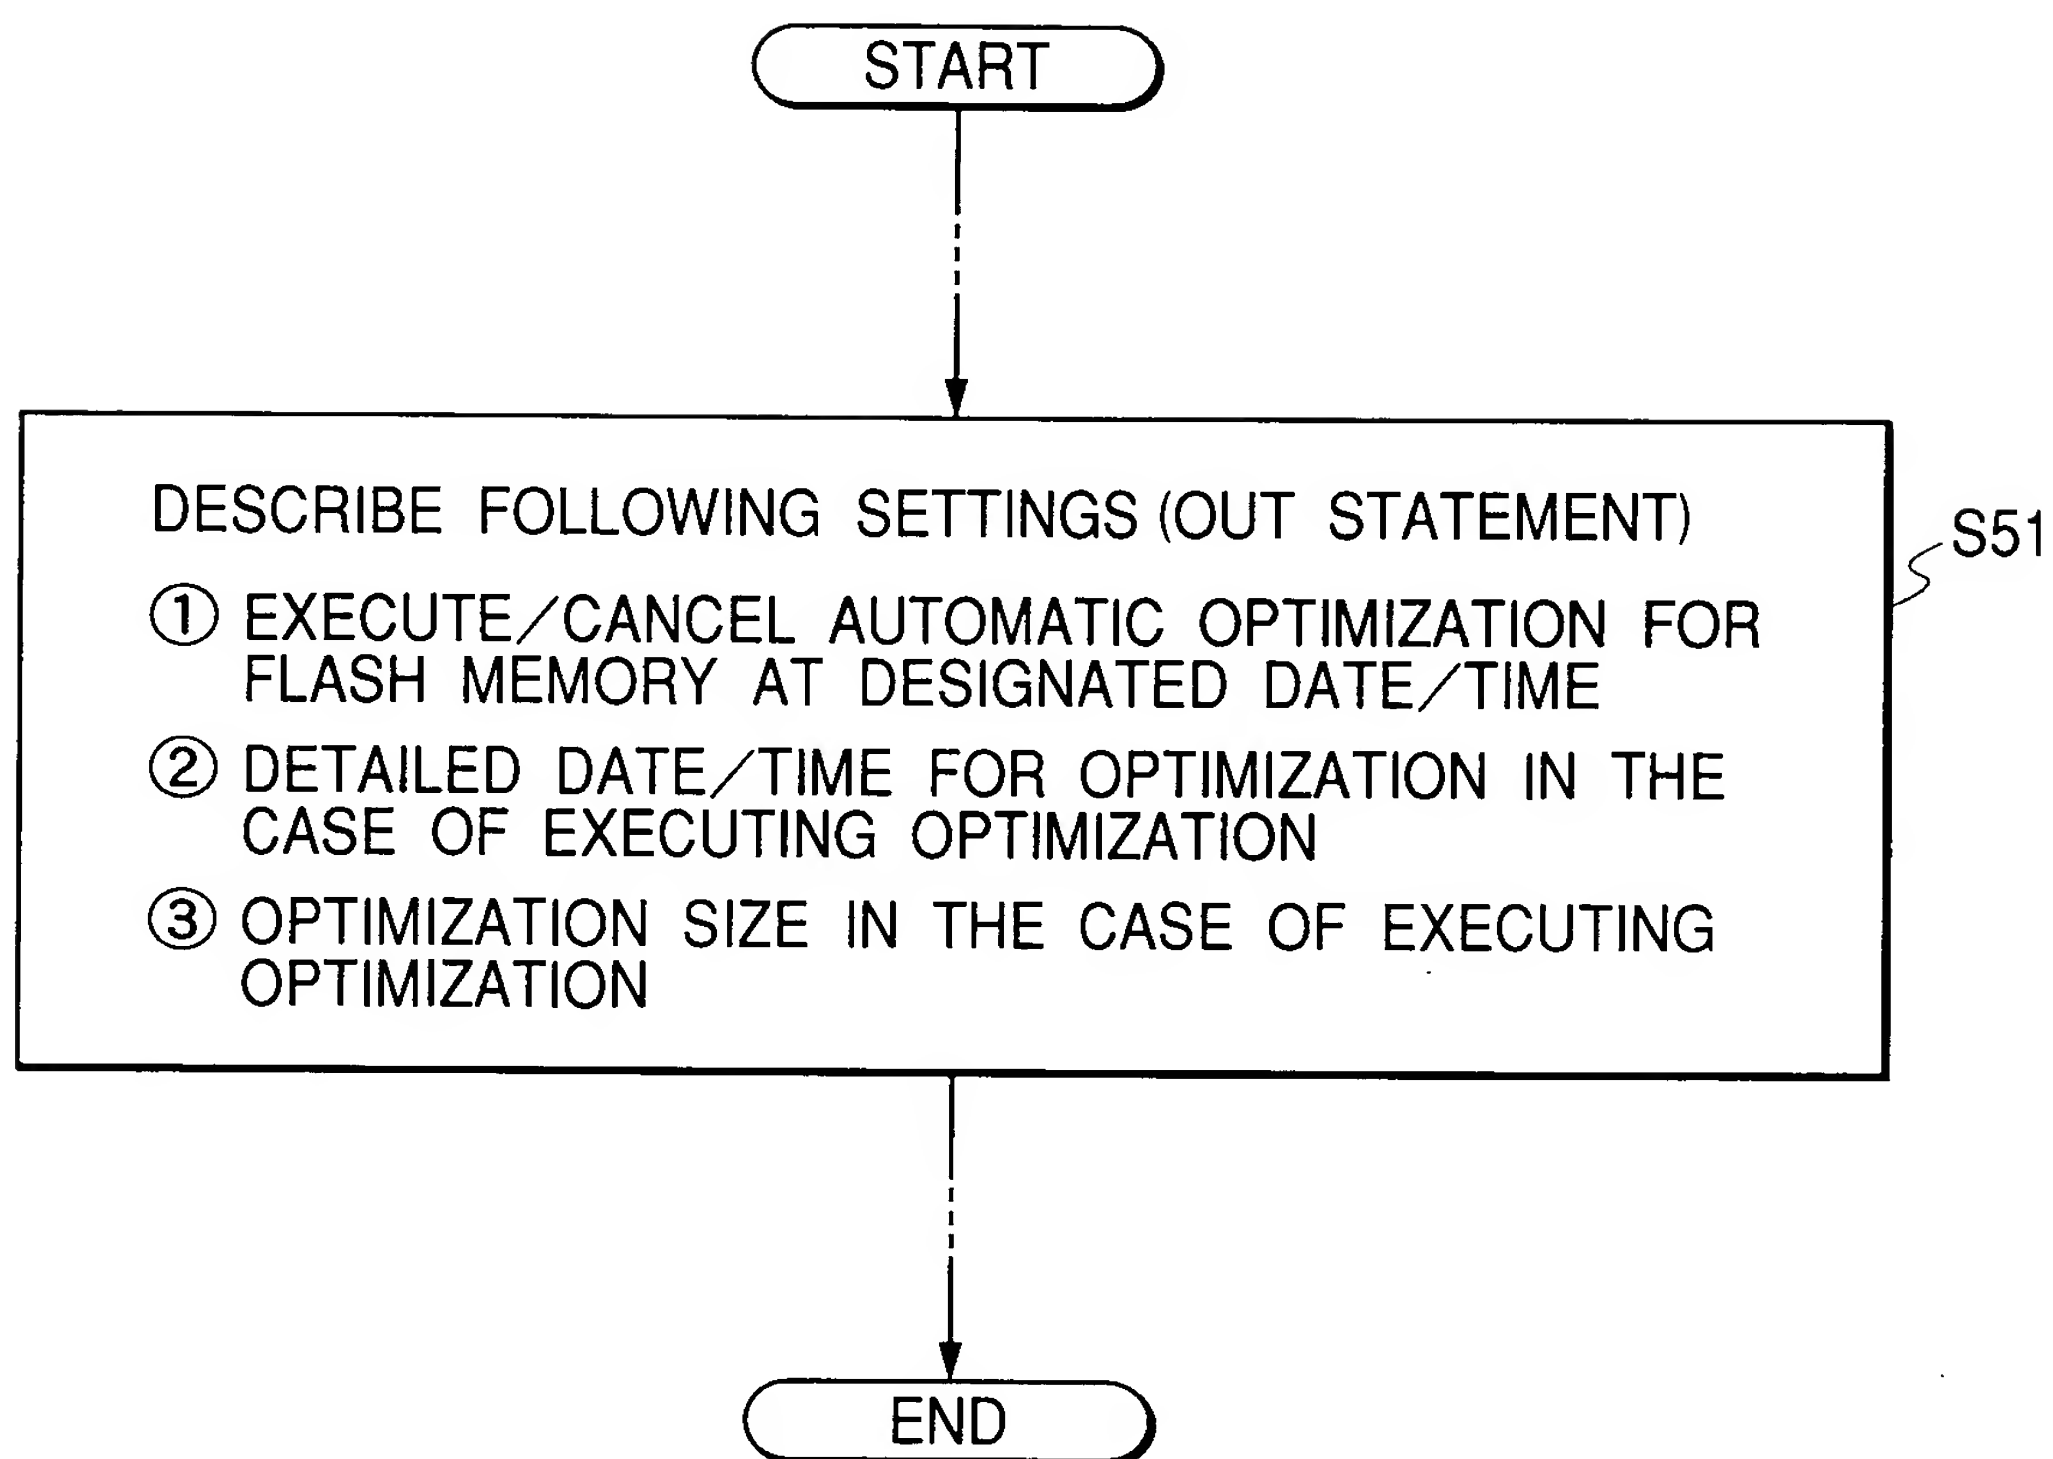 START
DESCRIBE FOLLOWING SETTINGS (OUT STATEMENT)
① EXECUTE/CANCEL AUTOMATIC OPTIMIZATION FOR
FLASH MEMORY AT DESIGNATED DATE/TIME
② DETAILED DATE/TIME FOR OPTIMIZATION IN THE
CASE OF EXECUTING OPTIMIZATION
③ OPTIMIZATION SIZE IN THE CASE OF EXECUTING
OPTIMIZATION
S51
END